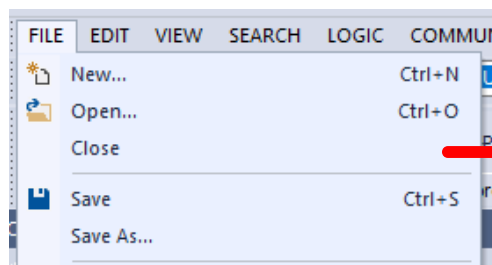 FILE EDIT VIEW SEARCH LOGIC
New... Ctrl+N
Open... Ctrl+O
Close
Save Ctrl+S
Save As...